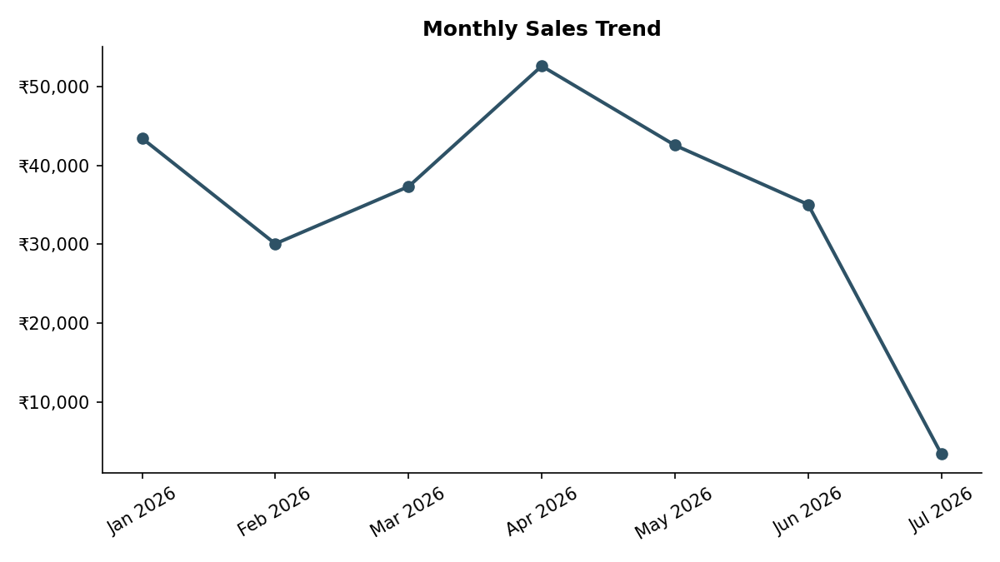 Monthly Sales Trend
₹50,000
₹40,000
₹30,000
₹20,000
₹10,000
Jan 2026
Feb 2026
Mar 2026
Apr 2026
May 2026
Jun 2026
Jul 2026